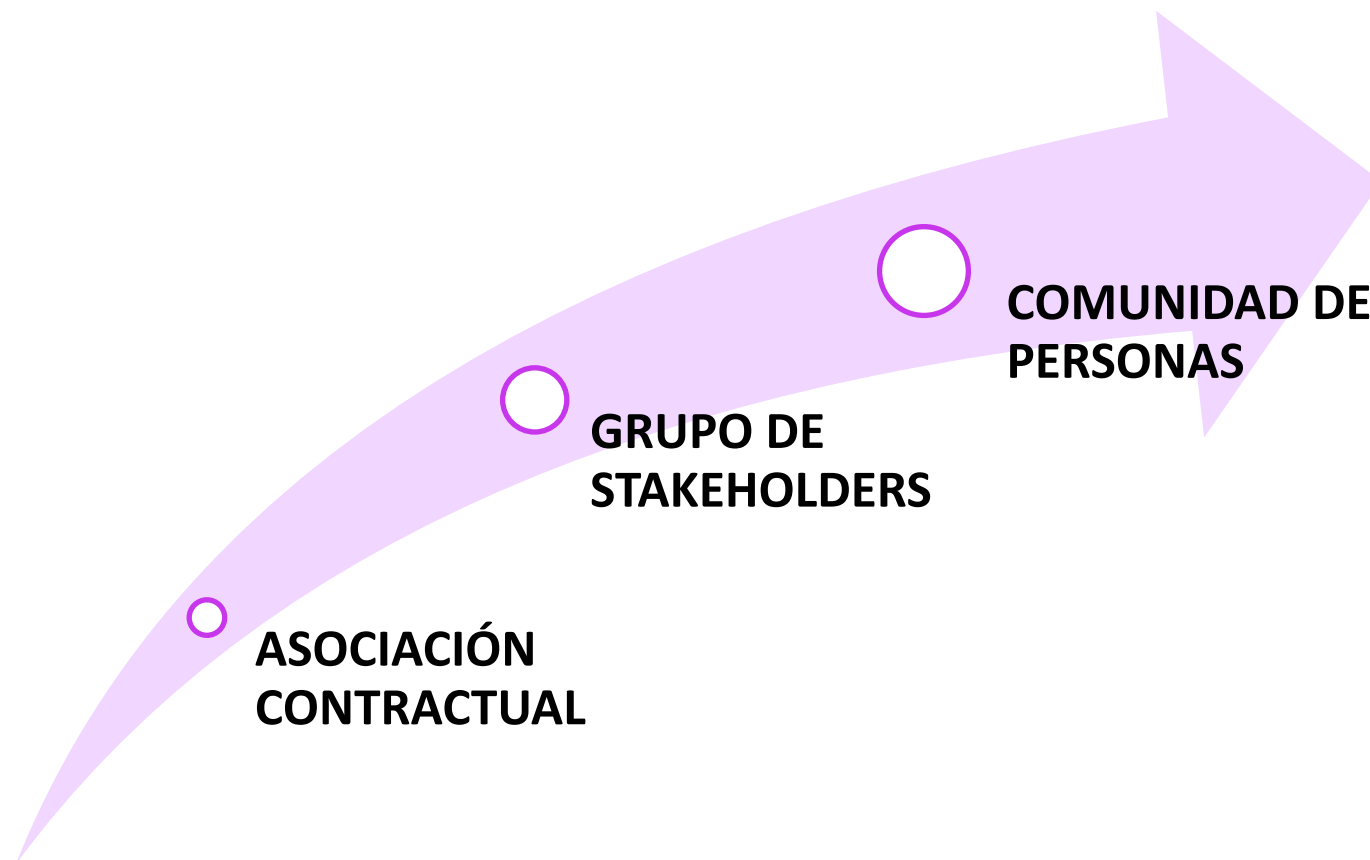 COMUNIDAD DE
PERSONAS
GRUPO DE
STAKEHOLDERS
ASOCIACIÓN
CONTRACTUAL